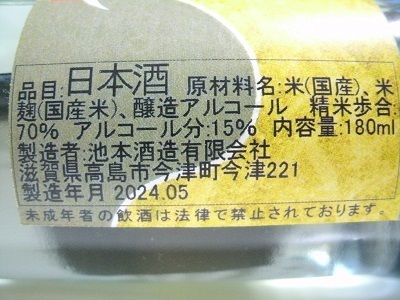 品目:日本酒 原材料名:米(国産)、米
麹(国産米)、醸造アルコール 精米歩合:
70% アルコール分:15% 内容量:180ml
製造者:池本酒造有限会社
滋賀県高島市今津町今津221
製造年月 2024.05
未成年者の飲酒は法律で禁止されております。